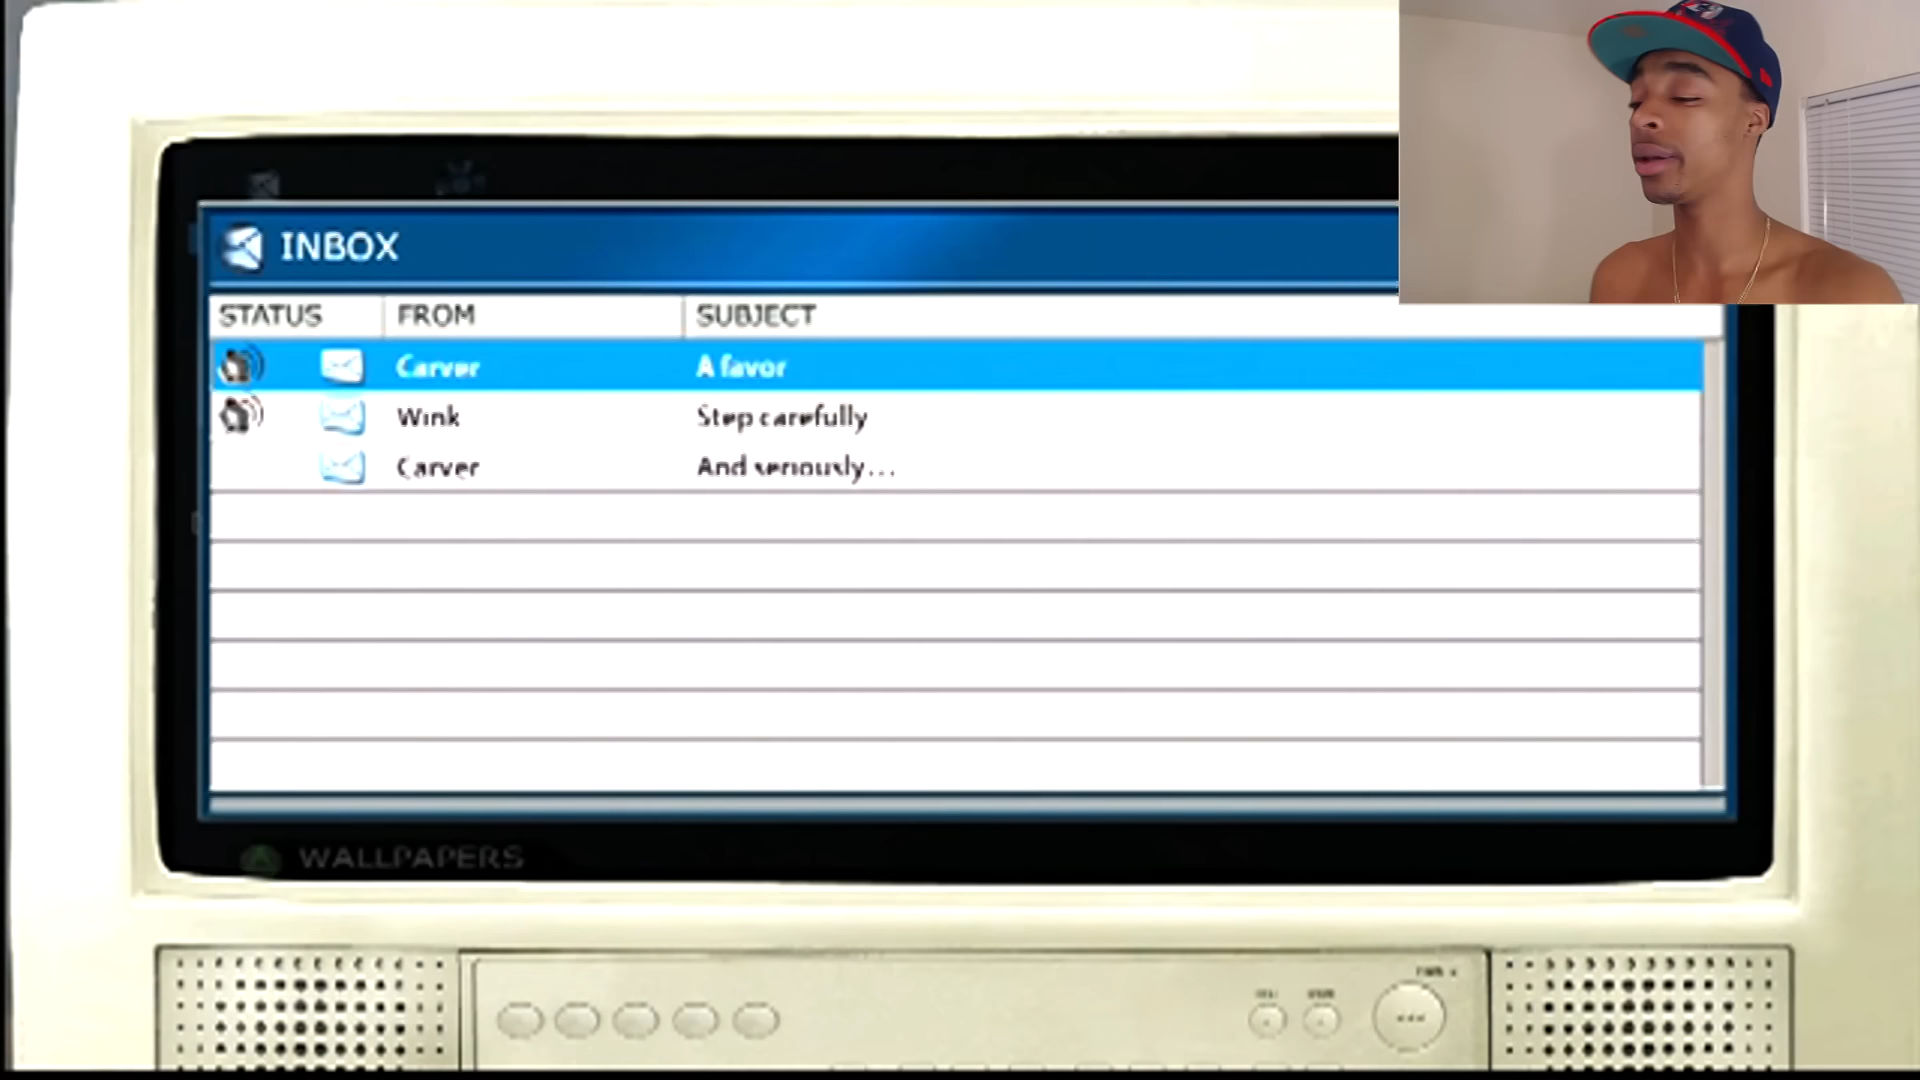 INBOX
STATUS FROM SUBJECT
Carver A favor
Wink Step carefully
Carver And seriously...
WALLPAPERS